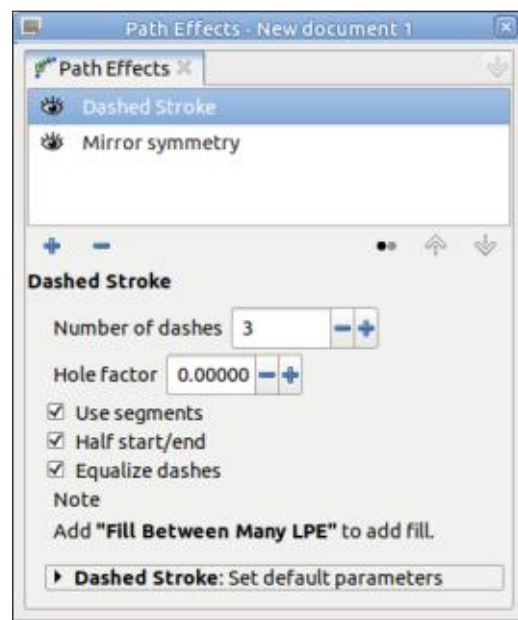 Path Effects - New document 1
Path Effects
Dashed Stroke
Mirror symmetry
Dashed Stroke
Number of dashes 3
Hole factor 0.00000
Use segments
Half start/end
Equalize dashes
Note
Add "Fill Between Many LPE" to add fill.
Dashed Stroke: Set default parameters